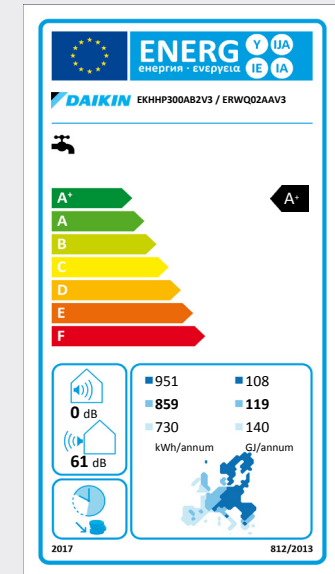 ENERG Y IJA
енергия · ενεργεια IE IA
DAIKIN EKHHP300AB2V3 / ERWQ02AAV3
A+ A+
A
B
C
D
E
F
0 dB
61 dB
951 108
859 119
730 140
kWh/annum GJ/annum
2017 812/2013